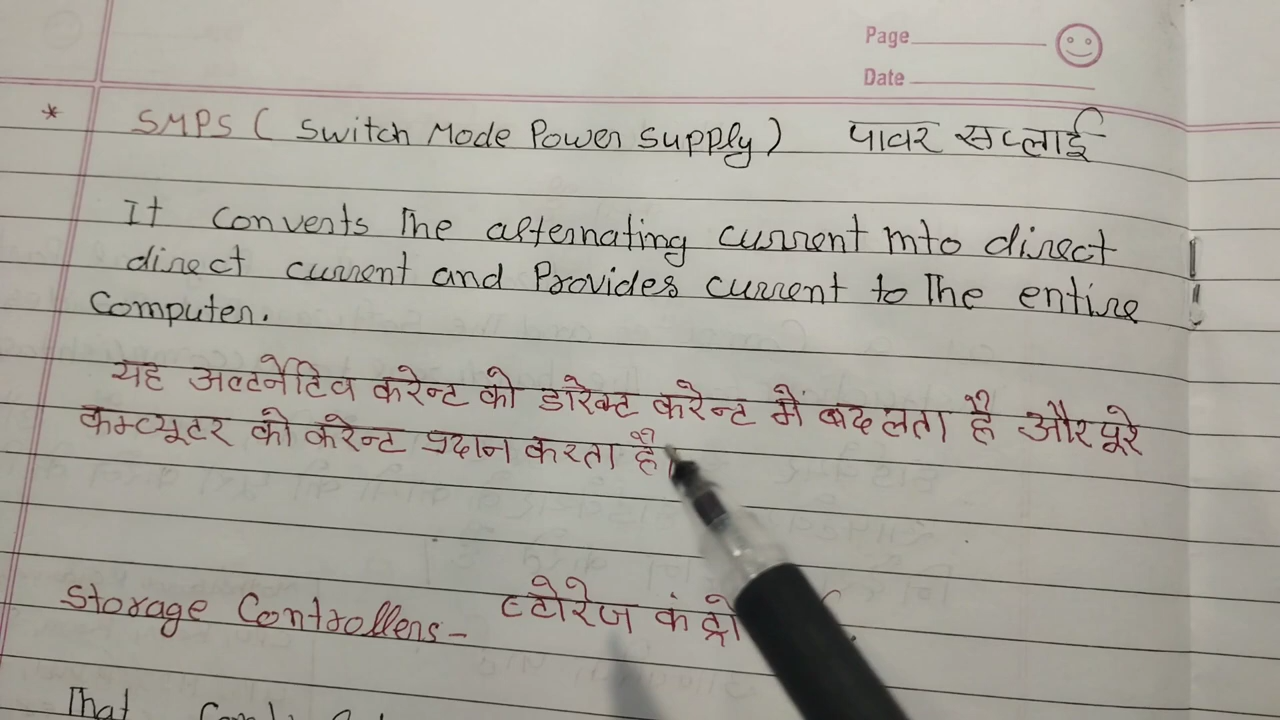 Page
Date
* SMPS ( Switch Mode Power Supply ) पावर सप्लाई
It converts The alternating current into direct
direct current and Provides current to The entire
Computer.
यह अल्टर्नेटिव करेन्ट को डारेक्ट करेन्ट में बदलता है और पूरे
कम्प्यूटर को करेन्ट प्रदान करता है।
Storage Controllers- स्टोरेज
That